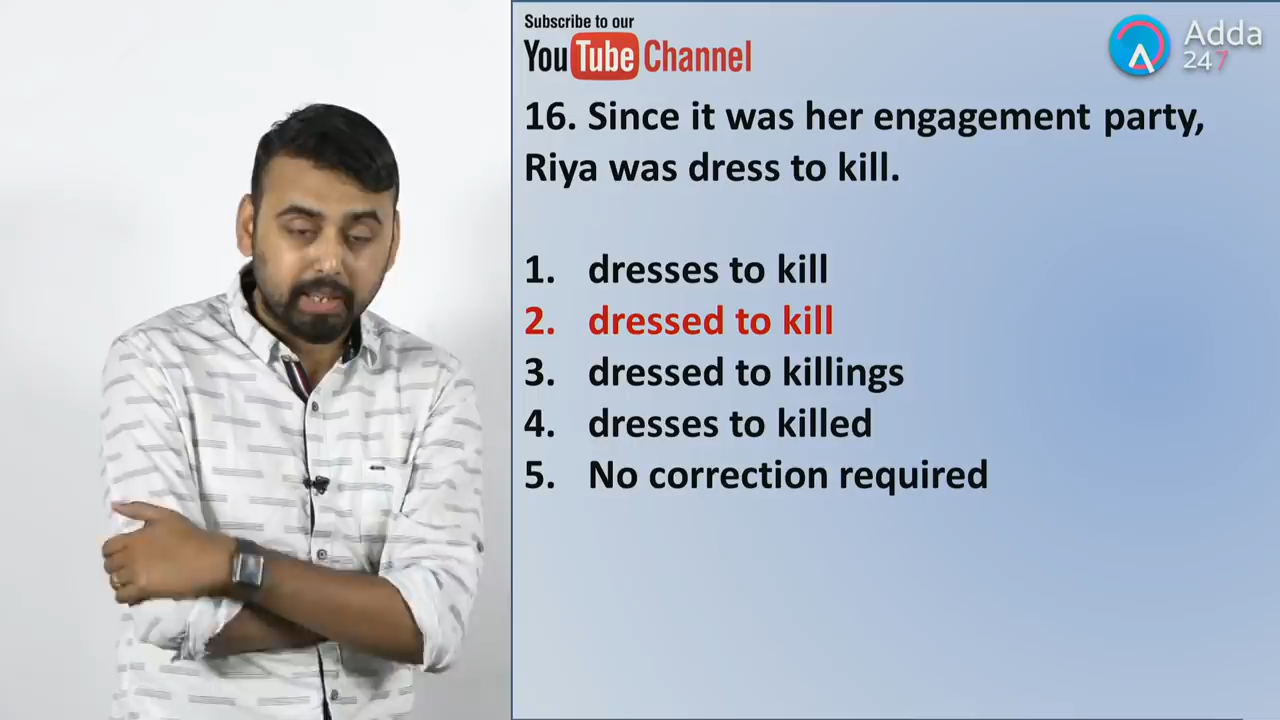 Subscribe to our
YouTube Channel
Adda
247
16. Since it was her engagement party,
Riya was dress to kill.
1. dresses to kill
2. dressed to kill
3. dressed to killings
4. dresses to killed
5. No correction required